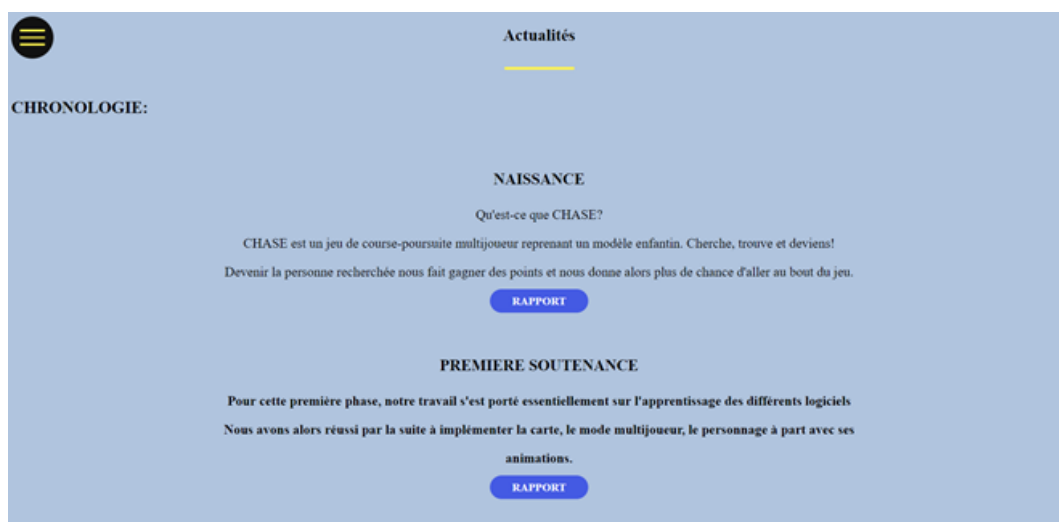 Actualités
CHRONOLOGIE:
NAISSANCE
Qu'est-ce que CHASE?
CHASE est un jeu de course-poursuite multijoueur reprenant un modèle enfantin. Cherche, trouve et deviens!
Devenir la personne recherchée nous fait gagner des points et nous donne alors plus de chance d'aller au bout du jeu.
RAPPORT
PREMIERE SOUTENANCE
Pour cette première phase, notre travail s'est porté essentiellement sur l'apprentissage des différents logiciels
Nous avons alors réussi par la suite à implémenter la carte, le mode multijoueur, le personnage à part avec ses
animations.
RAPPORT